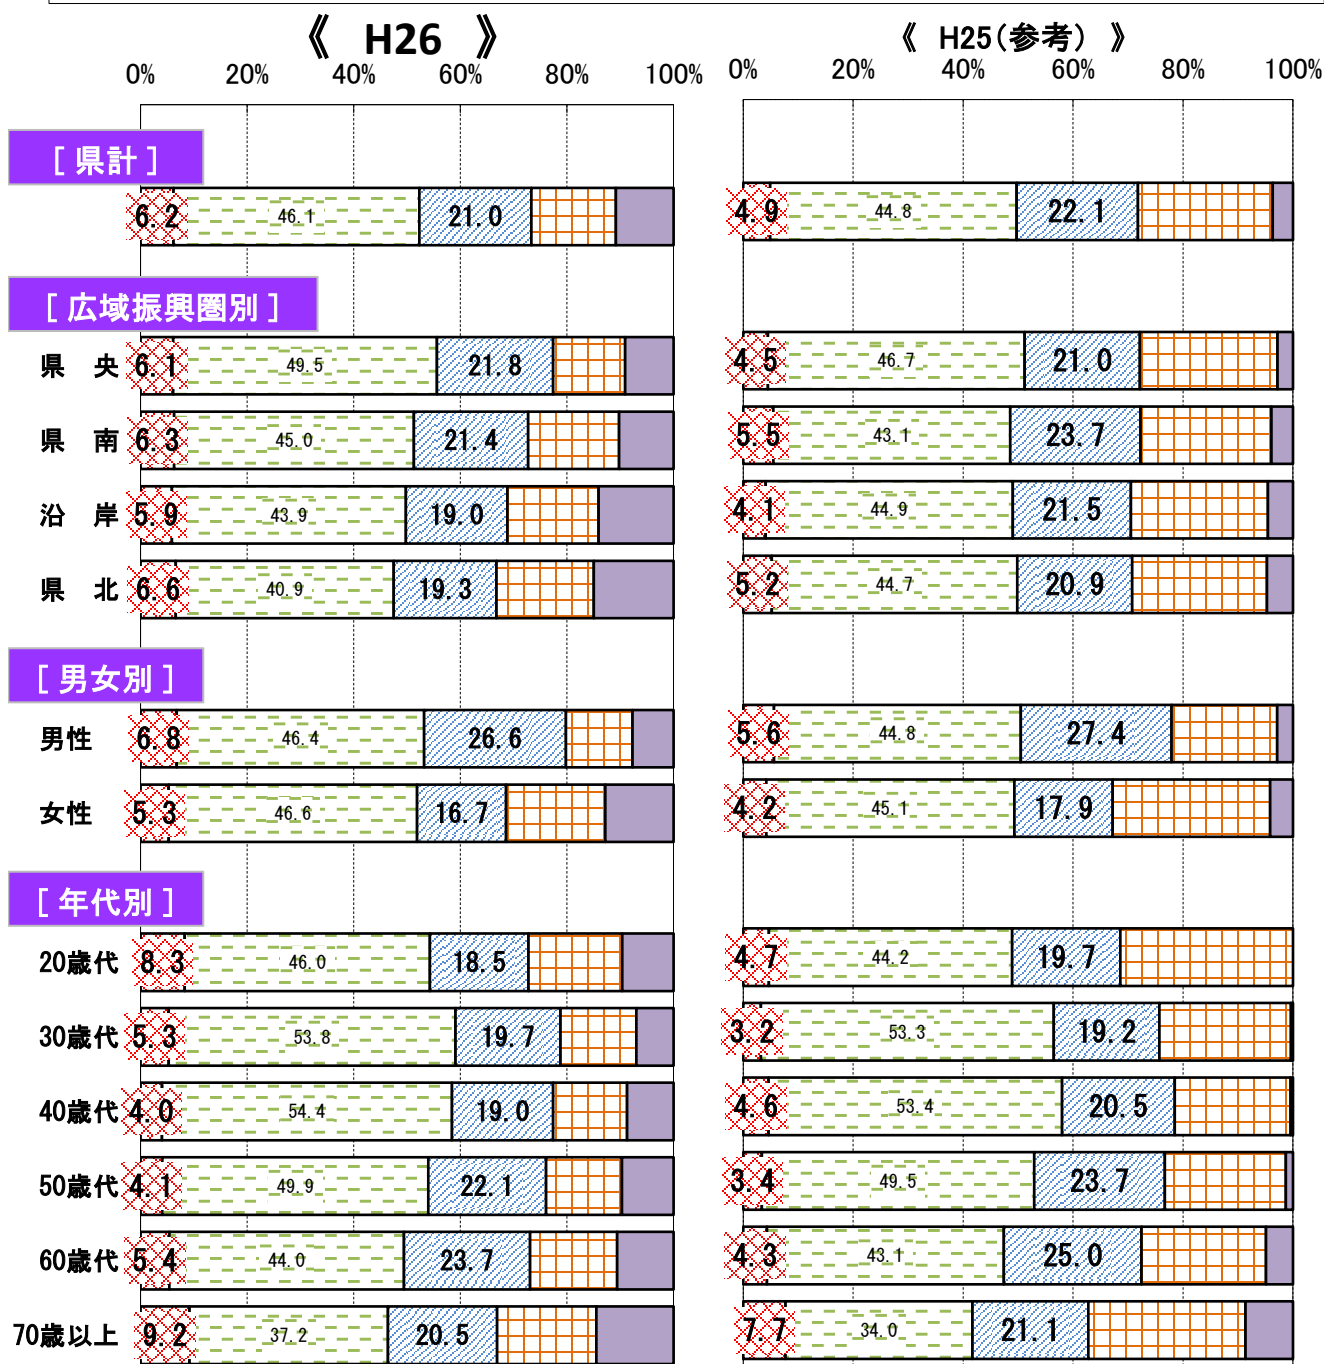 《 H26 》 《 H25(参考) 》
0% 20% 40% 60% 80% 100% 0% 20% 40% 60% 80% 100%
[ 県計 ]
6.2 46.1 21.0 4.9 44.8 22.1
[ 広域振興圏別 ]
県 央 6.1 49.5 21.8 4.5 46.7 21.0
県 南 6.3 45.0 21.4 5.5 43.1 23.7
沿 岸 5.9 43.9 19.0 4.1 44.9 21.5
県 北 6.6 40.9 19.3 5.2 44.7 20.9
[ 男女別 ]
男性 6.8 46.4 26.6 5.6 44.8 27.4
女性 5.3 46.6 16.7 4.2 45.1 17.9
[ 年代別 ]
20歳代 8.3 46.0 18.5 4.7 44.2 19.7
30歳代 5.3 53.8 19.7 3.2 53.3 19.2
40歳代 4.0 54.4 19.0 4.6 53.4 20.5
50歳代 4.1 49.9 22.1 3.4 49.5 23.7
60歳代 5.4 44.0 23.7 4.3 43.1 25.0
70歳以上 9.2 37.2 20.5 7.7 34.0 21.1